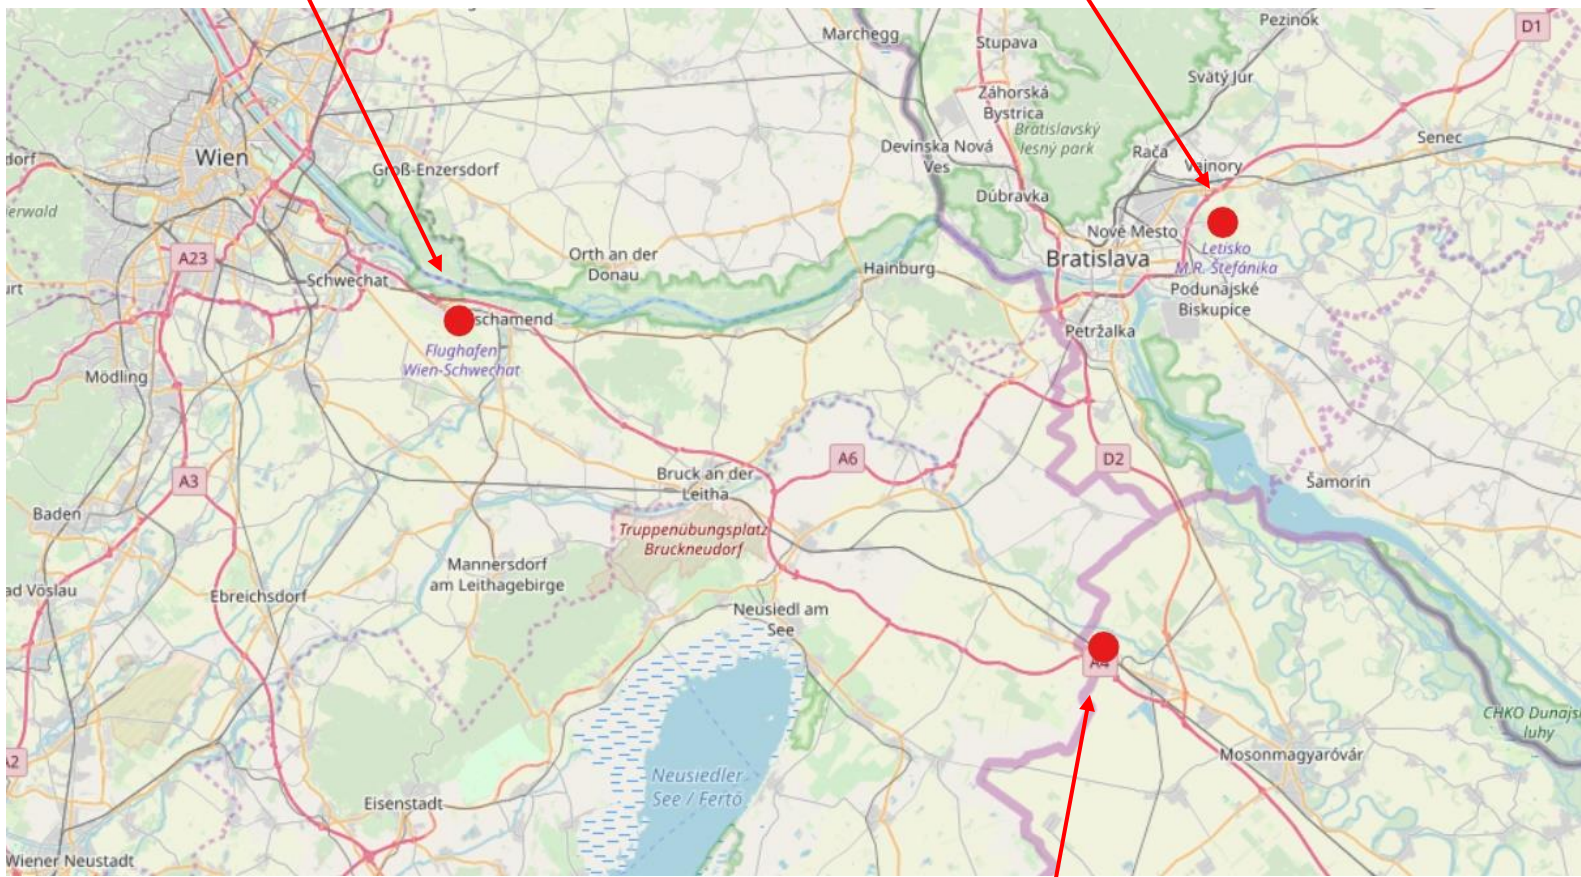 Marchegg
Stupava
Pezinok
D1
Svätý Jur
Záhorská
Bystrica
Bratislavský
lesný park
Senec
Devínska Nová
Ves
Rača
Vajnory
dorf
Wien
Groß-Enzersdorf
Dúbravka
Nové Mesto
Letisko
M.R. Štefánika
Bratislava
Podunajské
Biskupice
Orth an der
Donau
Hainburg
A23
Schwechat
schamend
Flughafen
Wien-Schwechat
Petržalka
Mödling
A6
D2
Bruck an der
Leitha
Šamorín
A3
Baden
Truppenübungsplatz
Bruckneudorf
Mannersdorf
am Leithagebirge
ad Vöslau
Ebreichsdorf
Neusiedl am
See
A4
CHKO Dunajs
luhy
Mosonmagyaróvár
Neusiedler
See / Fertő
Eisenstadt
Wiener Neustadt